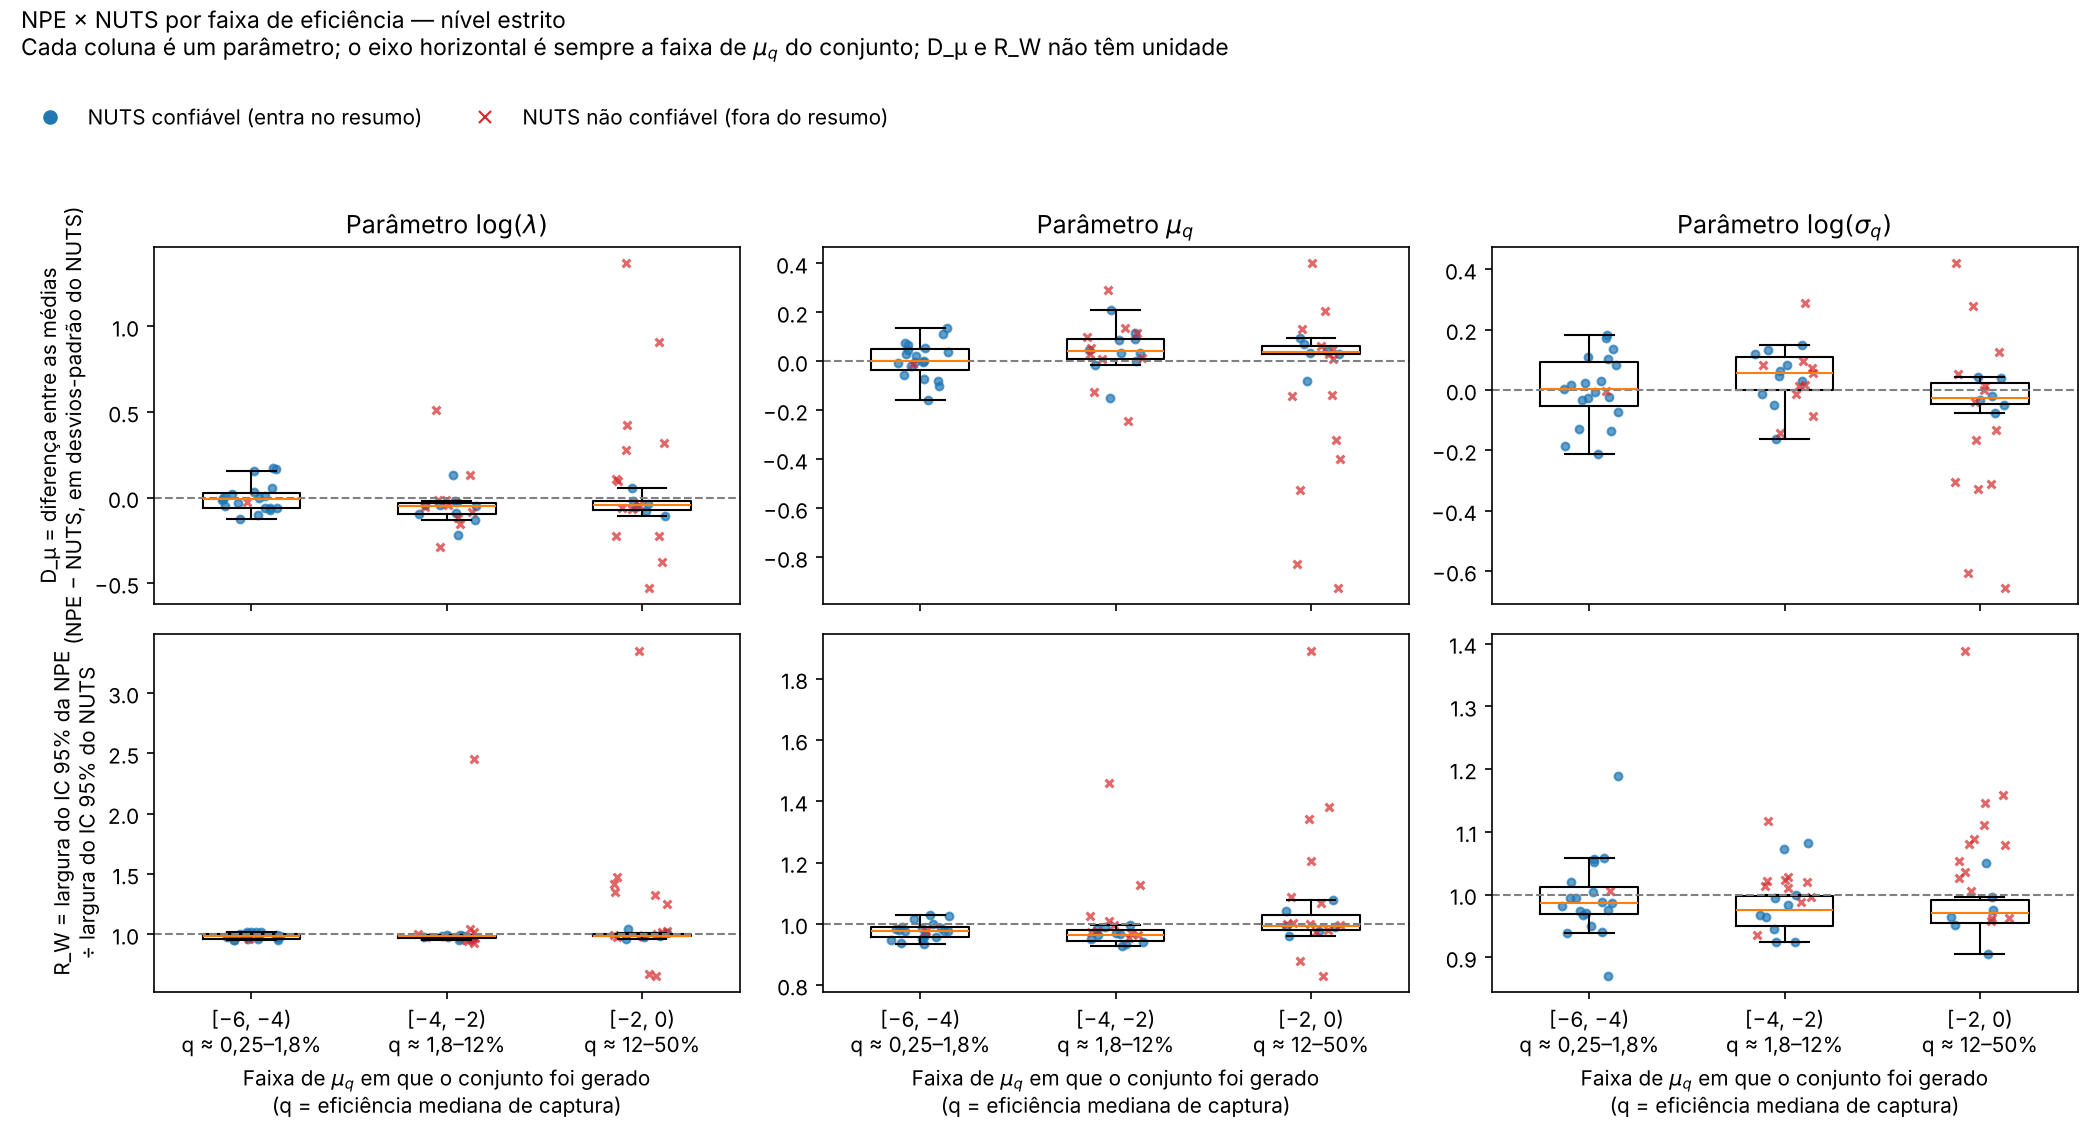 NPE × NUTS por faixa de eficiência — nível estrito
Cada coluna é um parâmetro; o eixo horizontal é sempre a faixa de μ_q do conjunto; D_μ e R_W não têm unidade
NUTS confiável (entra no resumo)
NUTS não confiável (fora do resumo)
Parâmetro log(λ)
Parâmetro μ_q
Parâmetro log(σ_q)
D_μ = diferença entre as médias
(NPE − NUTS, em desvios-padrão do NUTS)
1.0
0.5
0.0
−0.5
0.4
0.2
0.0
−0.2
−0.4
−0.6
−0.8
0.4
0.2
0.0
−0.2
−0.4
−0.6
R_W = largura do IC 95% da NPE
÷ largura do IC 95% do NUTS
3.0
2.5
2.0
1.5
1.0
1.8
1.6
1.4
1.2
1.0
0.8
1.4
1.3
1.2
1.1
1.0
0.9
[−6, −4)
q ≈ 0,25–1,8%
[−4, −2)
q ≈ 1,8–12%
[−2, 0)
q ≈ 12–50%
Faixa de μ_q em que o conjunto foi gerado
(q = eficiência mediana de captura)
[−6, −4)
q ≈ 0,25–1,8%
[−4, −2)
q ≈ 1,8–12%
[−2, 0)
q ≈ 12–50%
Faixa de μ_q em que o conjunto foi gerado
(q = eficiência mediana de captura)
[−6, −4)
q ≈ 0,25–1,8%
[−4, −2)
q ≈ 1,8–12%
[−2, 0)
q ≈ 12–50%
Faixa de μ_q em que o conjunto foi gerado
(q = eficiência mediana de captura)